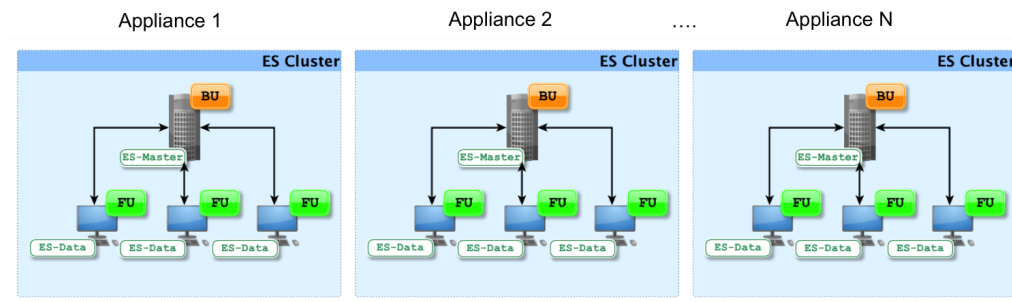 Appliance 1 Appliance 2 .... Appliance N
ES Cluster ES Cluster ES Cluster
BU BU BU
ES-Master ES-Master ES-Master
FU FU FU FU FU FU FU FU FU
ES-Data ES-Data ES-Data ES-Data ES-Data ES-Data ES-Data ES-Data ES-Data